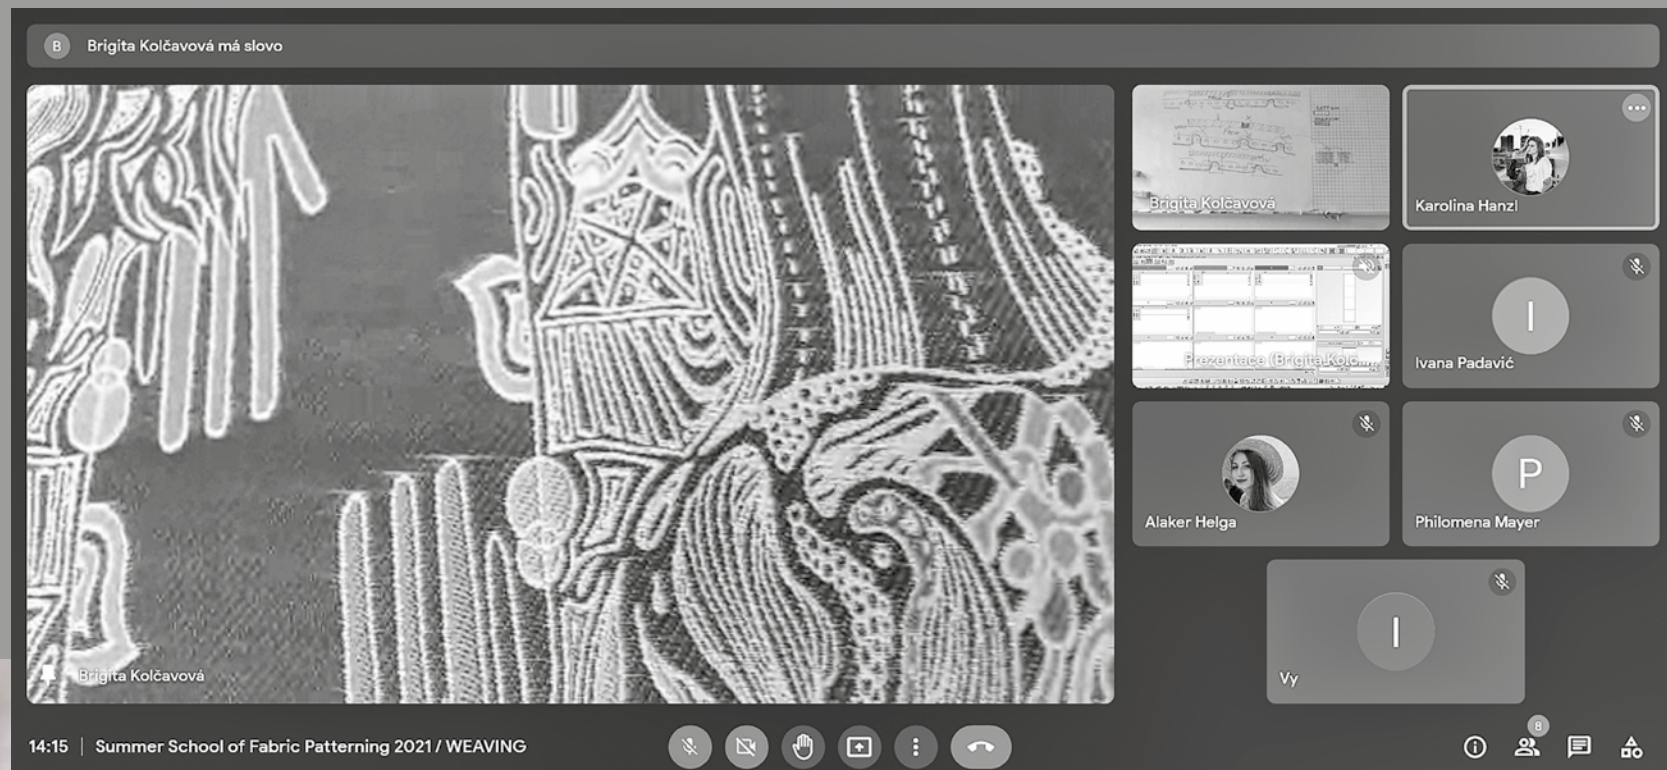 B Brigita Kolčavová má slovo
Brigita Kolčavová
Brigita Kolčavová
Karolina Hanzl
Prezentace (Brigita Kolč...
I
Ivana Padavić
Alaker Helga
P
Philomena Mayer
I
Vy
14:15 | Summer School of Fabric Patterning 2021 / WEAVING
8